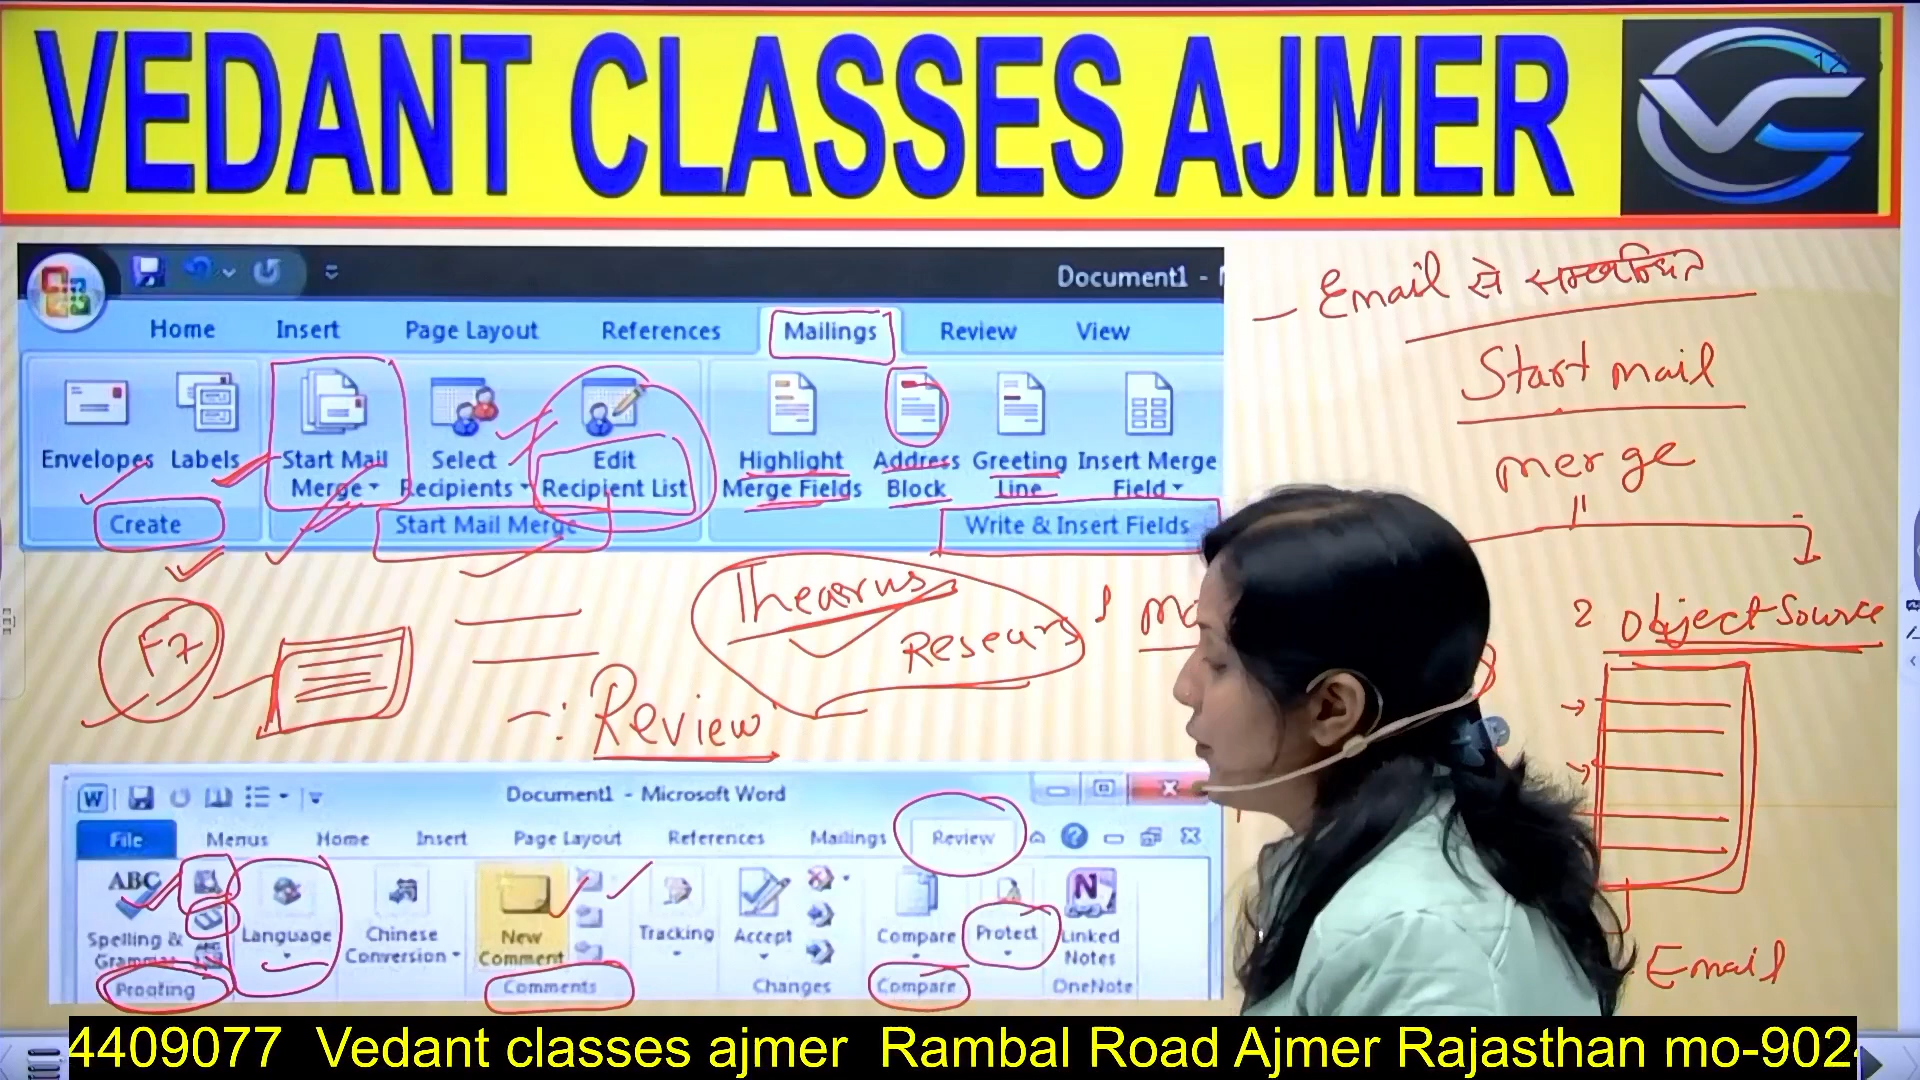 VEDANT CLASSES AJMER
VC
Document1 -
Home Insert Page Layout References Mailings Review View
Envelopes Labels Start Mail Merge Select Recipients Edit Recipient List Highlight Merge Fields Address Block Greeting Line Insert Merge Field
Create Start Mail Merge Write & Insert Fields
— Email से सम्बन्धित
Start mail
merge
2 Object Source
Email
F7
Thearus
Resears
-: Review
Document1 - Microsoft Word
File Menus Home Insert Page Layout References Mailings Review
ABC
Spelling & Language Chinese Conversion New Comment Tracking Accept Compare Protect Linked Notes
Proofing Comments Changes Compare OneNote
4409077 Vedant classes ajmer Rambal Road Ajmer Rajasthan mo-902